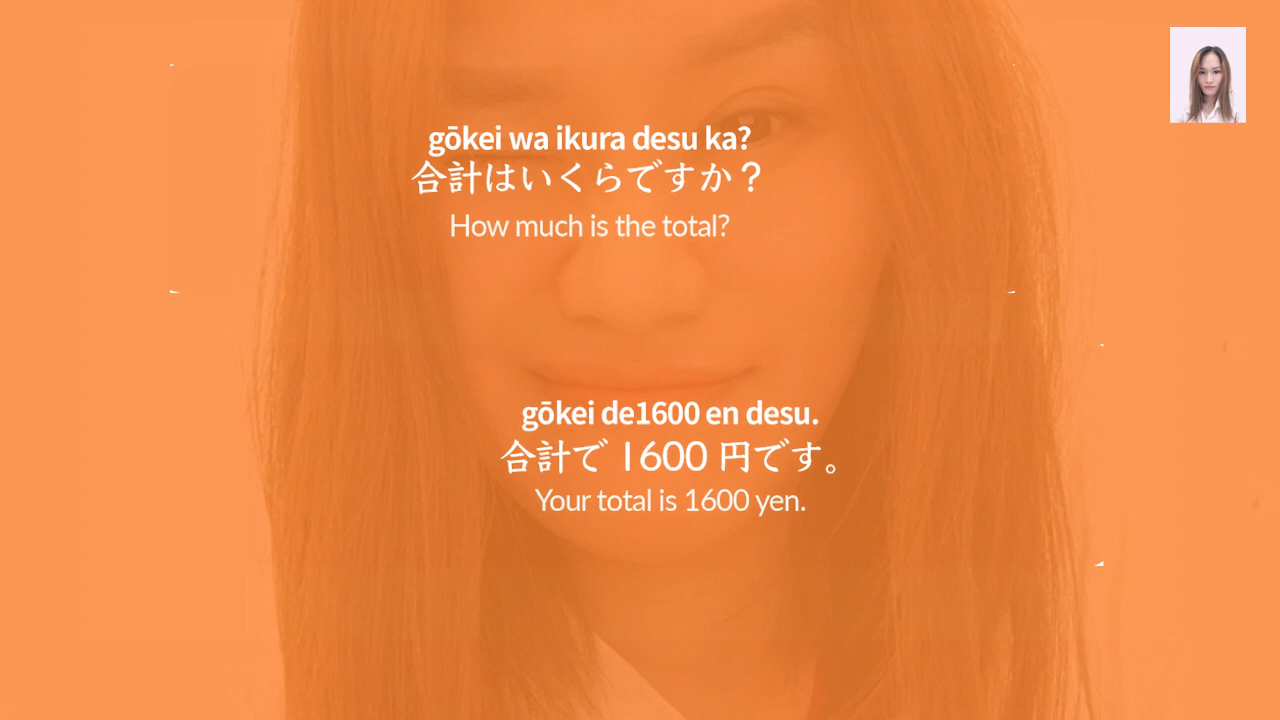 gōkei wa ikura desu ka?
合計はいくらですか？
How much is the total?
gōkei de1600 en desu.
合計で 1600 円です。
Your total is 1600 yen.